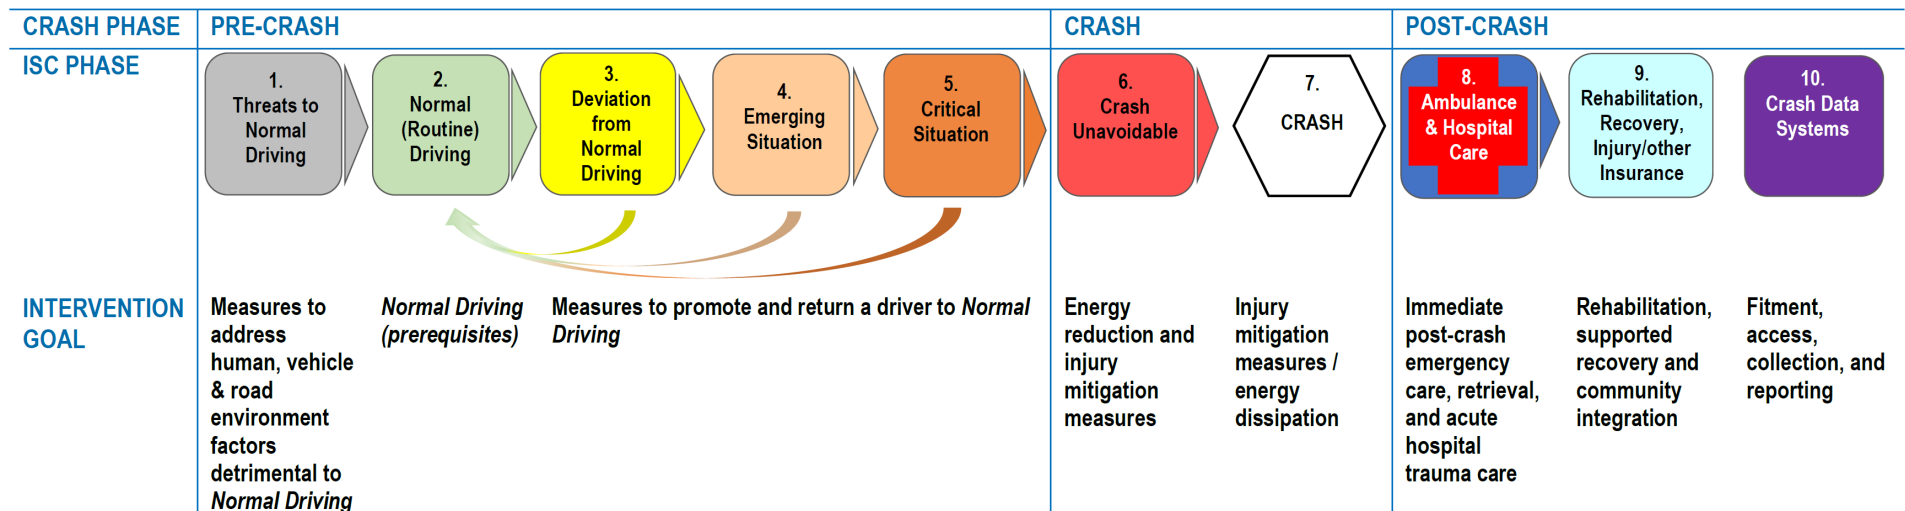 CRASH PHASE
PRE-CRASH
CRASH
POST-CRASH
ISC PHASE
1.
Threats to
Normal
Driving
2.
Normal
(Routine)
Driving
3.
Deviation
from
Normal
Driving
4.
Emerging
Situation
5.
Critical
Situation
6.
Crash
Unavoidable
7.
CRASH
8.
Ambulance
& Hospital
Care
9.
Rehabilitation,
Recovery,
Injury/other
Insurance
10.
Crash Data
Systems
INTERVENTION
GOAL
Measures to
address
human, vehicle
& road
environment
factors
detrimental to
Normal Driving
Normal Driving
(prerequisites)
Measures to promote and return a driver to Normal
Driving
Energy
reduction and
injury
mitigation
measures
Injury
mitigation
measures /
energy
dissipation
Immediate
post-crash
emergency
care, retrieval,
and acute
hospital
trauma care
Rehabilitation,
supported
recovery and
community
integration
Fitment,
access,
collection, and
reporting